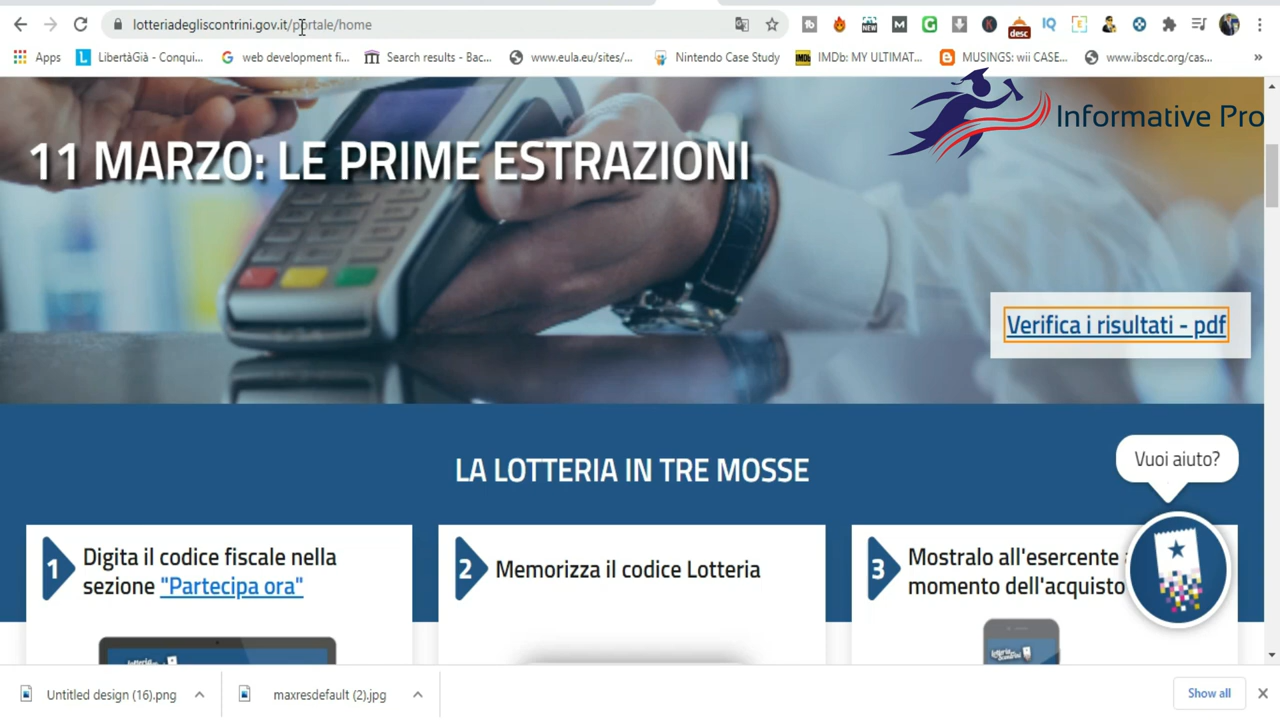 lotteriadegliscontrini.gov.it/portale/home
Apps
LibertàGià - Conqui...
web development fi...
Search results - Bac...
www.eula.eu/sites/...
Nintendo Case Study
IMDb: MY ULTIMAT...
MUSINGS: wii CASE...
www.ibscdc.org/cas...
»
Informative Pro
11 MARZO: LE PRIME ESTRAZIONI
Verifica i risultati - pdf
LA LOTTERIA IN TRE MOSSE
Vuoi aiuto?
1
Digita il codice fiscale nella
sezione "Partecipa ora"
2
Memorizza il codice Lotteria
3
Mostralo all'esercente
momento dell'acquisto
Untitled design (16).png
maxresdefault (2).jpg
Show all